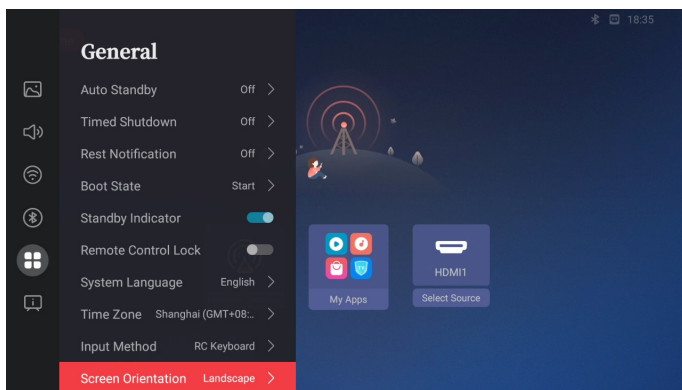 18:35
General
Auto Standby Off
Timed Shutdown Off
Rest Notification Off
Boot State Start
Standby Indicator
Remote Control Lock
System Language English
Time Zone Shanghai (GMT+08:..
Input Method RC Keyboard
Screen Orientation Landscape
My Apps
HDMI1
Select Source